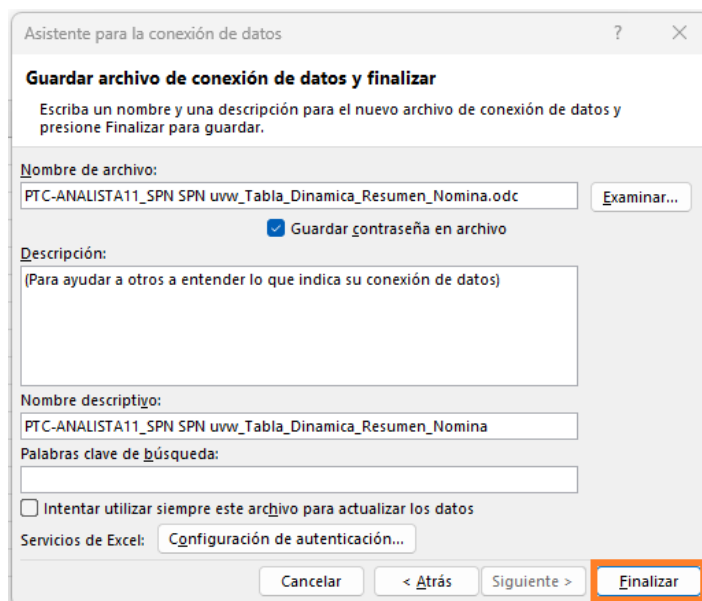 Asistente para la conexión de datos ?
Guardar archivo de conexión de datos y finalizar
Escriba un nombre y una descripción para el nuevo archivo de conexión de datos y
presione Finalizar para guardar.
Nombre de archivo:
PTC-ANALISTA11_SPN SPN uvw_Tabla_Dinamica_Resumen_Nomina.odc Examinar...
Guardar contraseña en archivo
Descripción:
(Para ayudar a otros a entender lo que indica su conexión de datos)
Nombre descriptivo:
PTC-ANALISTA11_SPN SPN uvw_Tabla_Dinamica_Resumen_Nomina
Palabras clave de búsqueda:
Intentar utilizar siempre este archivo para actualizar los datos
Servicios de Excel: Configuración de autenticación...
Cancelar < Atrás Siguiente > Finalizar